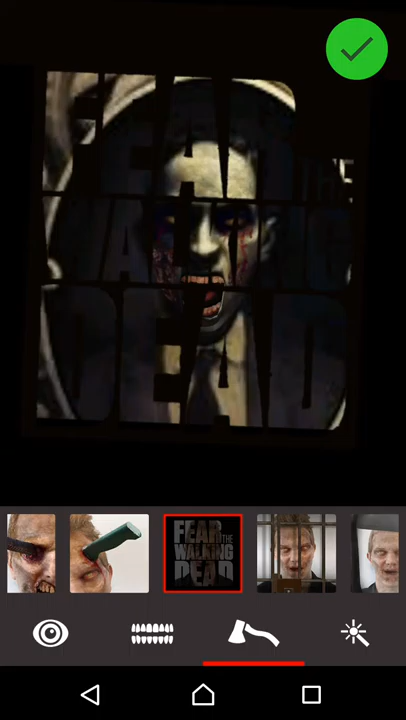 FEAR
THE
WALKING
DEAD
FEAR THE
WALKING
DEAD